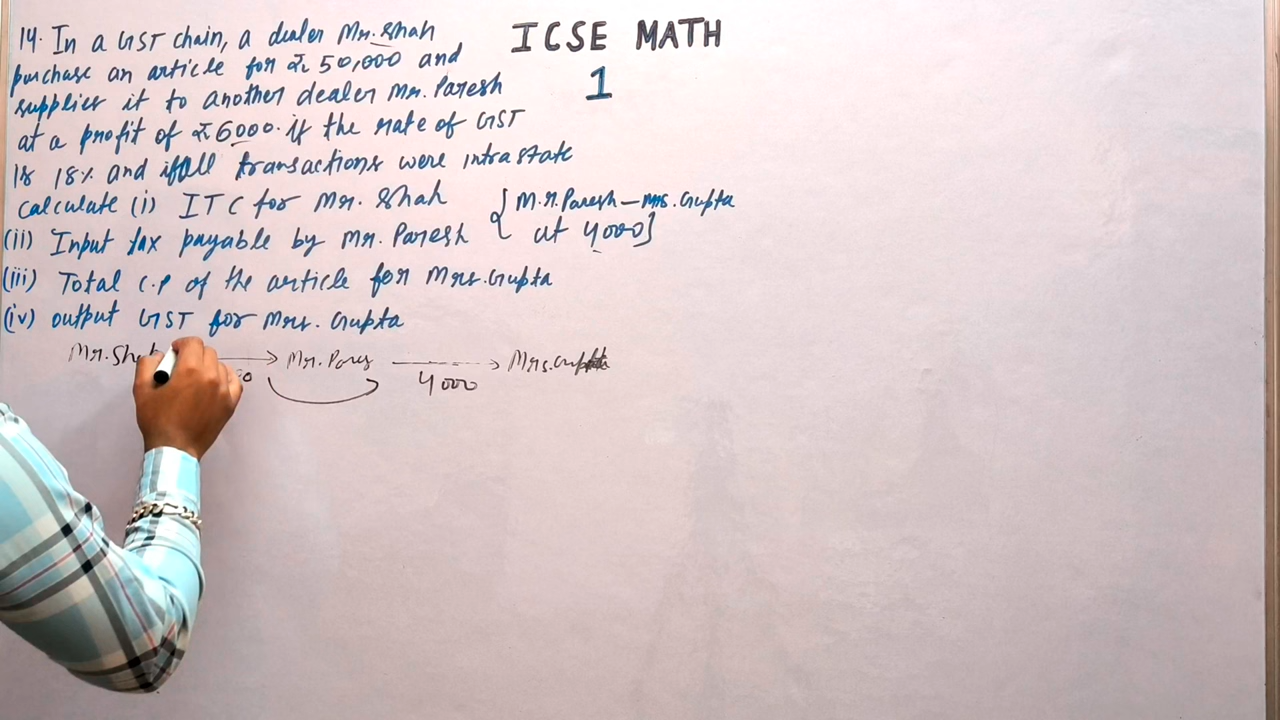 14. In a GST chain, a dealer Mr. Shah
purchase an article for ₹ 50,000 and
supplies it to another dealer Mr. Paresh
at a profit of ₹ 6000. if the rate of GST
Is 18% and if all transactions were intrastate
calculate (i) ITC for Mr. Shah
(ii) Input tax payable by Mr. Paresh
(iii) Total C.P of the article for Mrs. Gupta
(iv) output GST for Mrs. Gupta
{ M.r. Paresh – Mrs. Gupta
at 4000]
ICSE MATH
1
Mr. Shah → Mr. Pares → Mrs. Gupta
4000